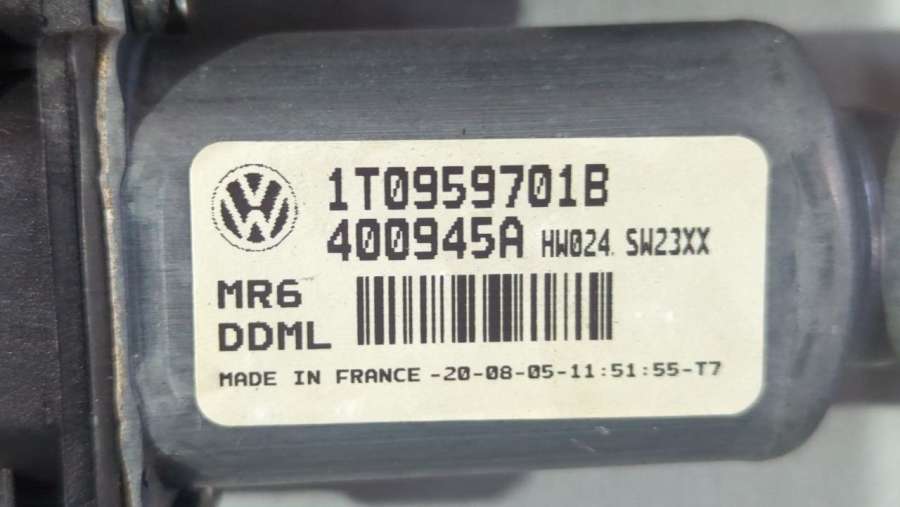 1T0959701B
400945A HW024. SW23XX
MR6
DDML
MADE IN FRANCE -20-08-05-11:51:55-T7